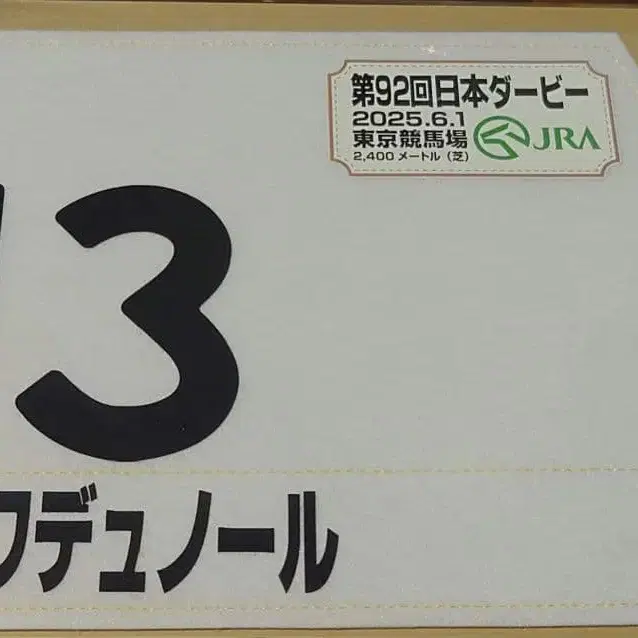 第92回日本ダービー
2025.6.1
東京競馬場
JRA
2,400メートル(芝)
3
フデュノール